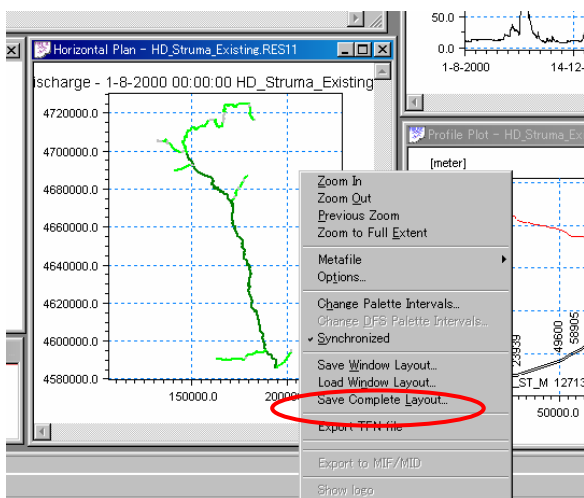 50.0
0.0
1-8-2000
14-12-
Horizontal Plan - HD_Struma_Existing.RES11
ischarge - 1-8-2000 00:00:00 HD_Struma_Existing
4720000.0
4700000.0
4680000.0
4660000.0
4640000.0
4620000.0
4600000.0
4580000.0
150000.0
20000
Profile Plot - HD_Struma_Ex
[meter]
23939
49600
58905
ST_M 12713
50000.0
Zoom In
Zoom Out
Previous Zoom
Zoom to Full Extent
Metafile
Options...
Change Palette Intervals...
Change DFS Palette Intervals...
Synchronized
Save Window Layout...
Load Window Layout...
Save Complete Layout...
Export TFN file
Export to MIF/MID
Show logo